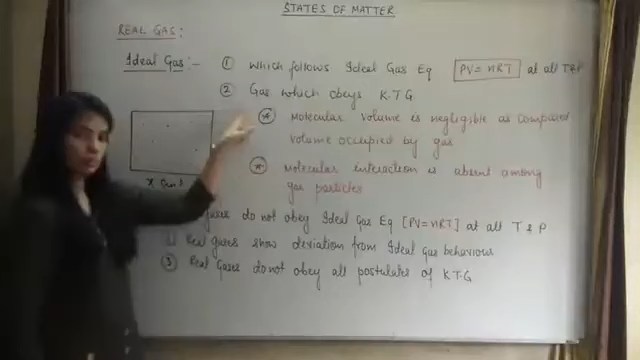 STATES OF MATTER
REAL GAS:
Ideal Gas:- ① Which follows Ideal Gas Eq PV = nRT at all T&P
② Gas which obeys K.T.G
* Molecular volume is negligible as compared
volume occupied by gas
* Molecular interaction is absent among
gas particles
do not obey Ideal Gas Eq [PV=nRT] at all T & P
Real gases show deviation from Ideal Gas behaviour
③ Real Gases do not obey all postulates of K.T.G